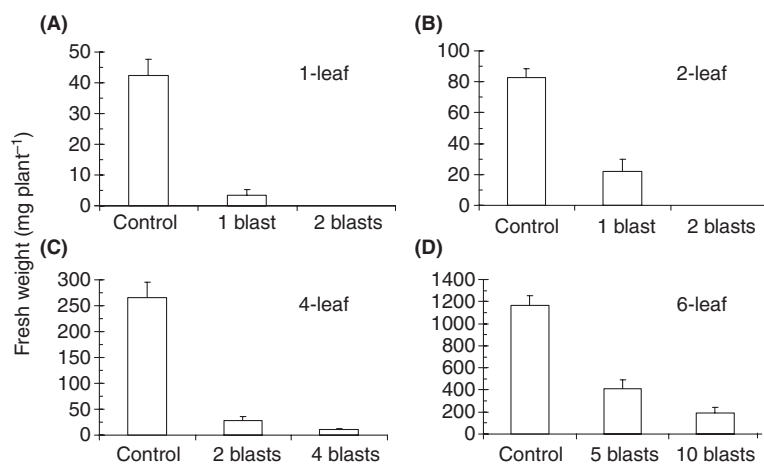 (A)
1-leaf
50
40
30
20
10
0
Control 1 blast 2 blasts
(B)
2-leaf
100
80
60
40
20
0
Control 1 blast 2 blasts
Fresh weight (mg plant⁻¹)
(C)
4-leaf
300
250
200
150
100
50
0
Control 2 blasts 4 blasts
(D)
6-leaf
1400
1200
1000
800
600
400
200
0
Control 5 blasts 10 blasts